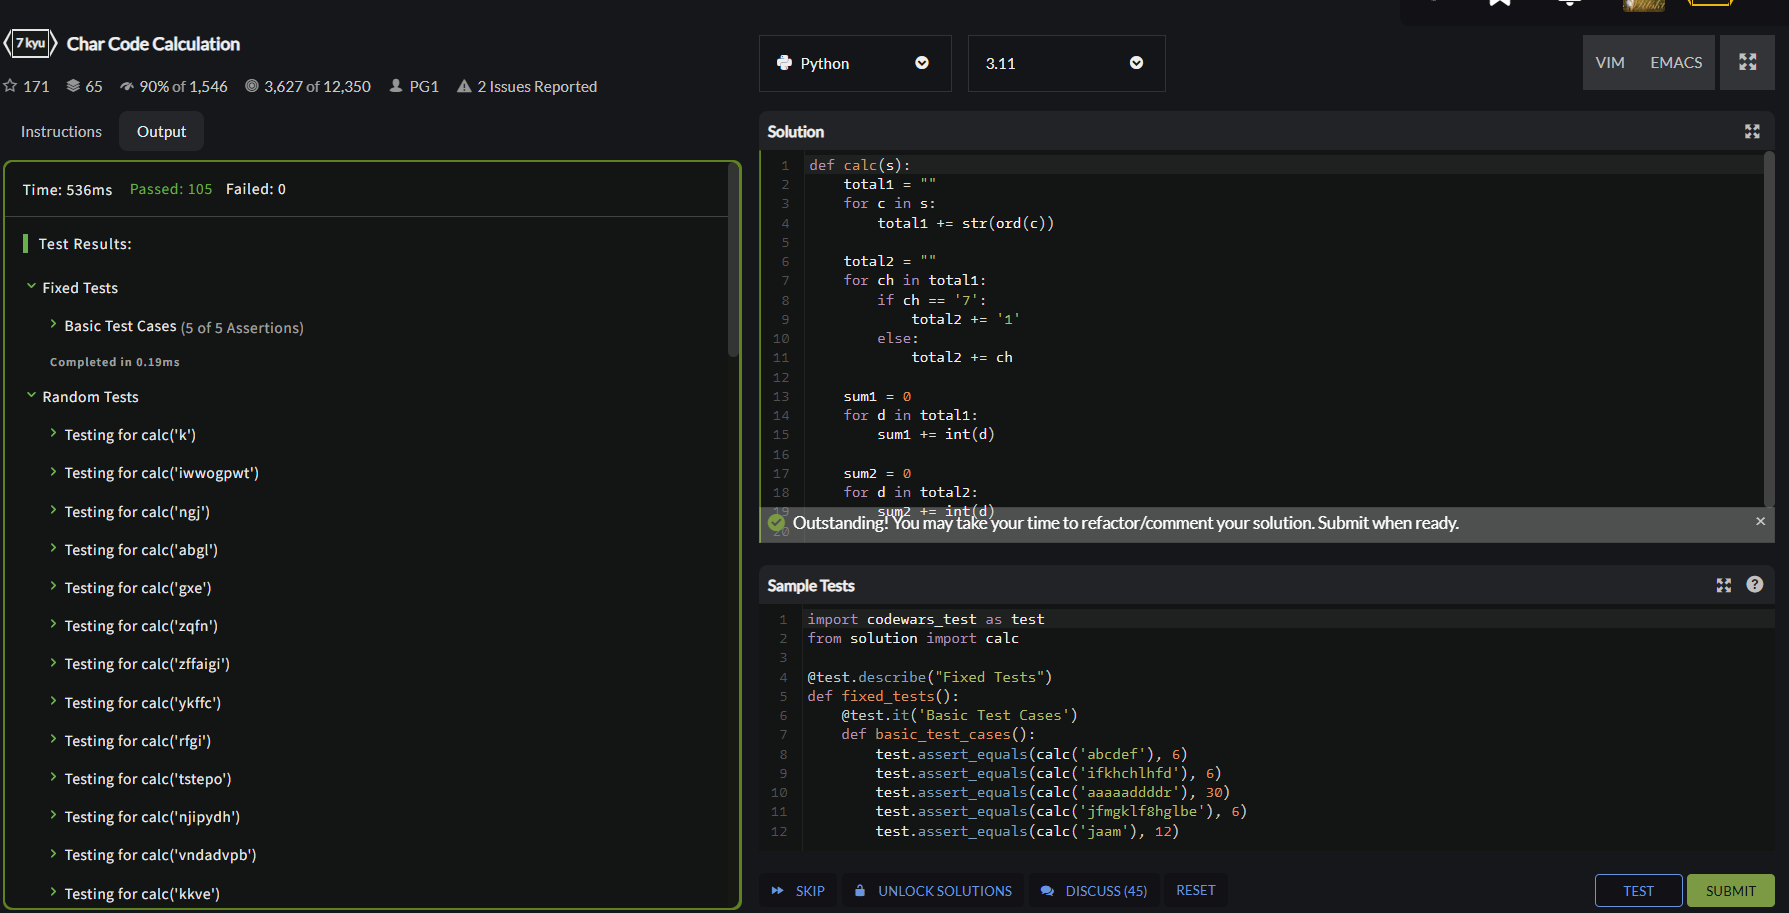 7 kyu Char Code Calculation
171 65 90% of 1,546 3,627 of 12,350 PG1 2 Issues Reported
Instructions Output
Time: 536ms Passed: 105 Failed: 0
Test Results:
Fixed Tests
Basic Test Cases (5 of 5 Assertions)
Completed in 0.19ms
Random Tests
Testing for calc('k')
Testing for calc('iwwogpwt')
Testing for calc('ngj')
Testing for calc('abgl')
Testing for calc('gxe')
Testing for calc('zqfn')
Testing for calc('zffaigi')
Testing for calc('ykffc')
Testing for calc('rfgi')
Testing for calc('tstepo')
Testing for calc('njipydh')
Testing for calc('vndadvpb')
Testing for calc('kkve')
Python 3.11 VIM EMACS
Solution
1 def calc(s):
2     total1 = ""
3     for c in s:
4         total1 += str(ord(c))
5
6     total2 = ""
7     for ch in total1:
8         if ch == '7':
9             total2 += '1'
10         else:
11             total2 += ch
12
13     sum1 = 0
14     for d in total1:
15         sum1 += int(d)
16
17     sum2 = 0
18     for d in total2:
19         sum2 += int(d)
20
Outstanding! You may take your time to refactor/comment your solution. Submit when ready.
Sample Tests
1 import codewars_test as test
2 from solution import calc
3
4 @test.describe("Fixed Tests")
5 def fixed_tests():
6     @test.it('Basic Test Cases')
7     def basic_test_cases():
8         test.assert_equals(calc('abcdef'), 6)
9         test.assert_equals(calc('ifkhchlhfd'), 6)
10         test.assert_equals(calc('aaaaaddddr'), 30)
11         test.assert_equals(calc('jfmgklf8hglbe'), 6)
12         test.assert_equals(calc('jaam'), 12)
SKIP UNLOCK SOLUTIONS DISCUSS (45) RESET TEST SUBMIT